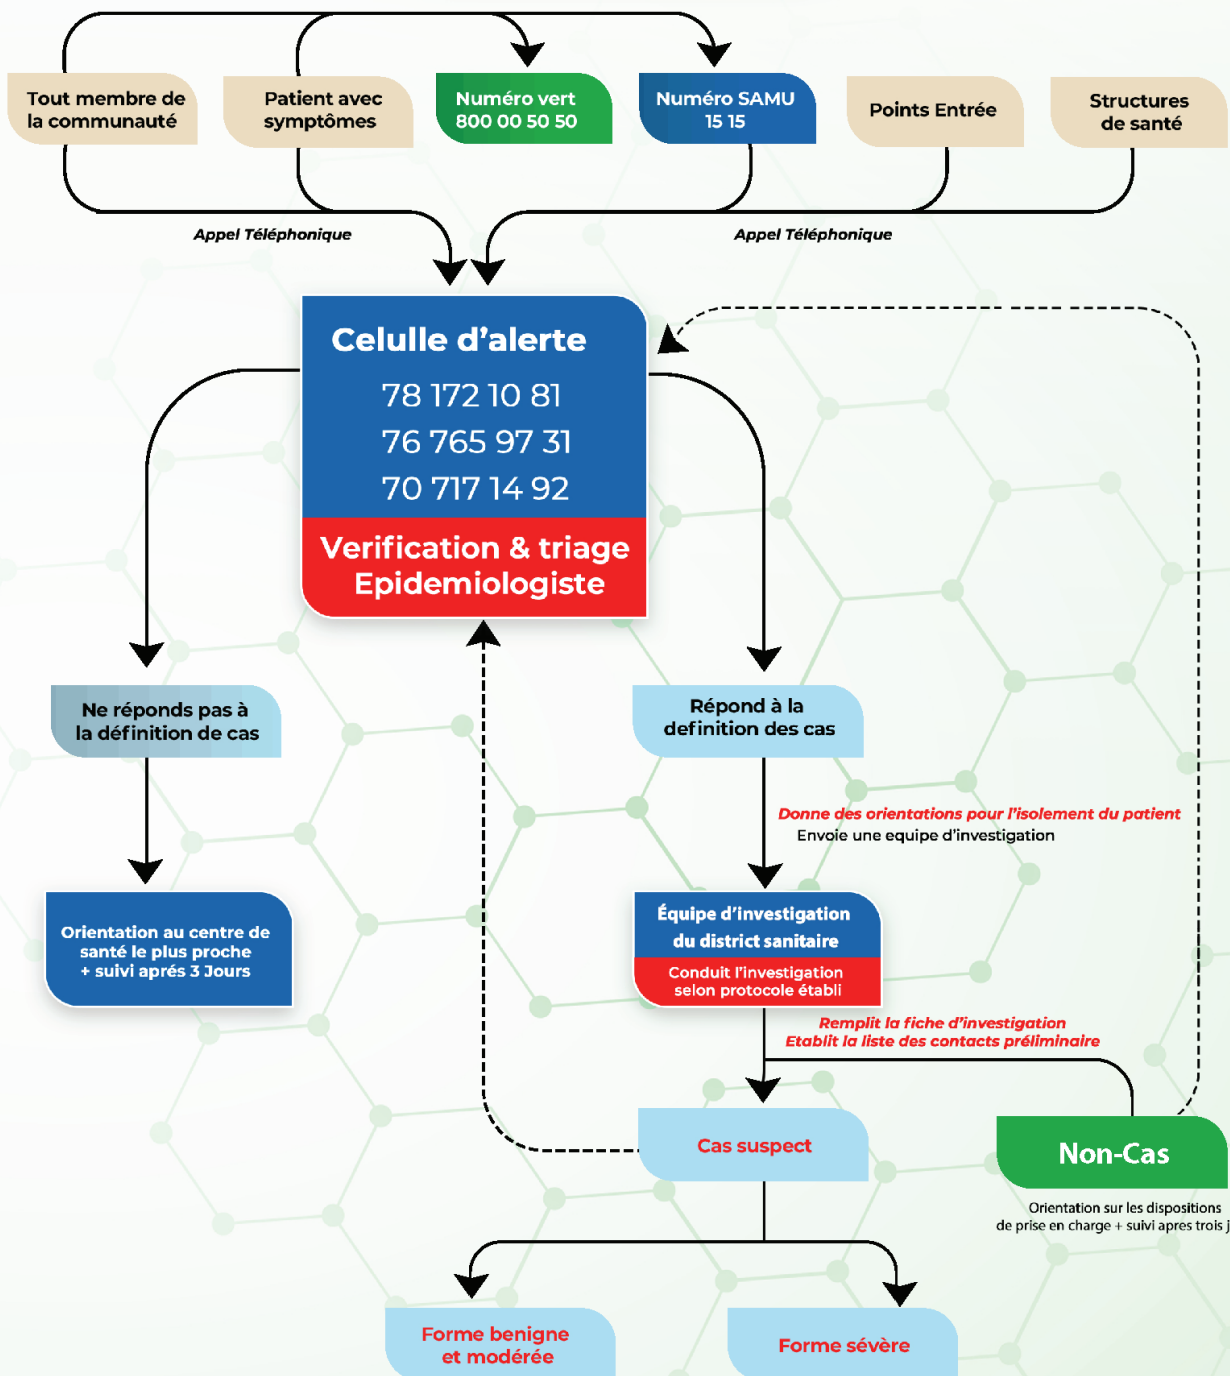 Tout membre de
la communauté
Patient avec
symptômes
Numéro vert
800 00 50 50
Numéro SAMU
15 15
Points Entrée
Structures
de santé
Appel Téléphonique
Appel Téléphonique
Celulle d'alerte
78 172 10 81
76 765 97 31
70 717 14 92
Verification & triage
Epidemiologiste
Ne réponds pas à
la définition de cas
Répond à la
definition des cas
Donne des orientations pour l'isolement du patient
Envoie une equipe d'investigation
Orientation au centre de
santé le plus proche
+ suivi aprés 3 Jours
Équipe d'investigation
du district sanitaire
Conduit l'investigation
selon protocole établi
Remplit la fiche d'investigation
Etablit la liste des contacts préliminaire
Cas suspect
Non-Cas
Orientation sur les dispositions
de prise en charge + suivi apres trois j
Forme benigne
et modérée
Forme sévère